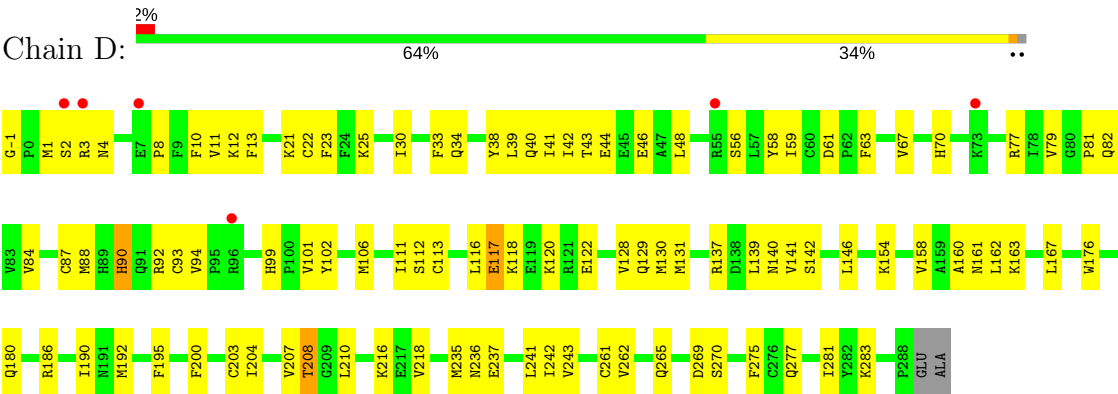 2%
Chain D:
64% 34% ••
G-1 P0 M1 S2 R3 N4 E7 P8 F9 F10 V11 K12 F13 K21 C22 F23 F24 K25 I30 F33 Q34 Y38 L39 Q40 I41 I42 T43 E44 E45 E46 A47 L48 R55 S56 L57 Y58 I59 C60 D61 P62 F63 V67 H70 K73 R77 I78 V79 G80 P81 Q82
V83 V84 C87 M88 H89 H90 Q91 R92 C93 V94 P95 R96 H99 P100 V101 Y102 M106 I111 S112 C113 L116 E117 K118 E119 K120 R121 E122 V128 Q129 M130 M131 R137 D138 L139 N140 V141 S142 L146 K154 V158 A159 A160 N161 L162 K163 L167 W176
Q180 R186 I190 N191 M192 F195 F200 C203 I204 V207 T208 G209 L210 K216 E217 V218 M235 N236 E237 L241 I242 V243 C261 V262 Q265 D269 S270 F275 C276 Q277 I281 Y282 K283 P288 GLU ALA